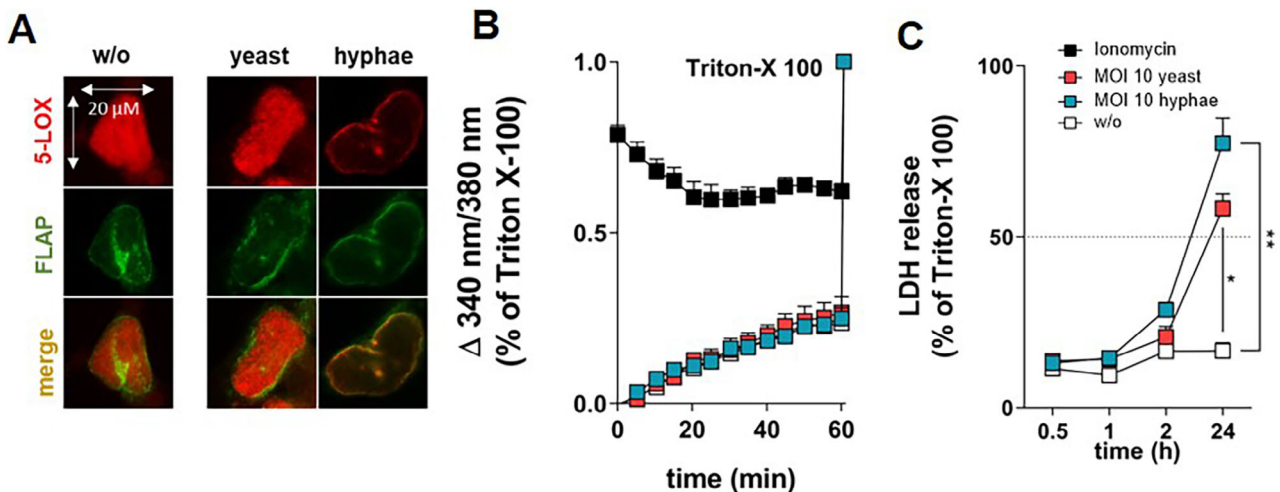 A
w/o
yeast
hyphae
20 µM
5-LOX
FLAP
merge
B
Δ 340 nm/380 nm
(% of Triton X-100)
1.0
0.5
0.0
Triton-X 100
0
20
40
60
time (min)
C
LDH release
(% of Triton-X 100)
100
50
0
Ionomycin
MOI 10 yeast
MOI 10 hyphae
w/o
*
**
0.5
1
2
24
time (h)